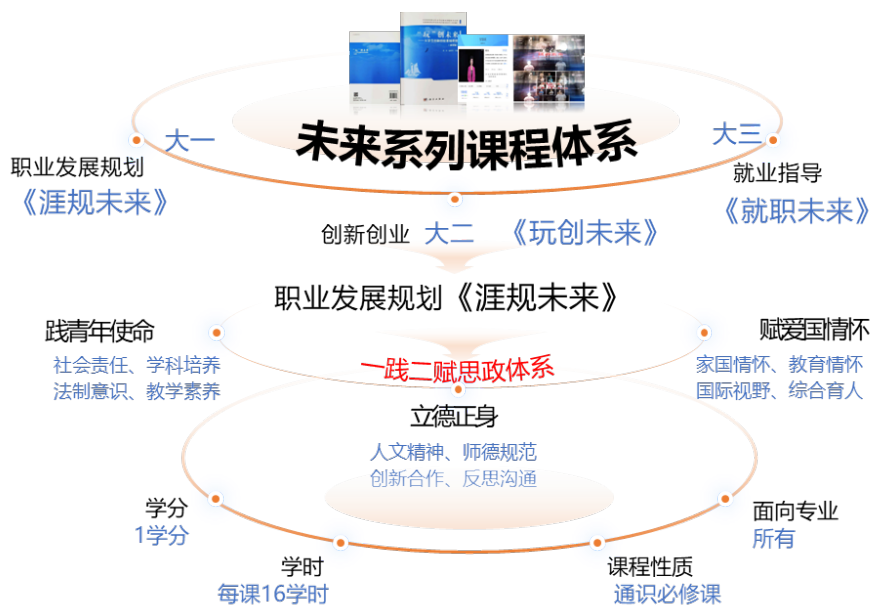 “玩”创未来
未来系列课程体系
大一
大三
职业发展规划
《涯规未来》
就业指导
《就职未来》
创新创业 大二 《玩创未来》
职业发展规划《涯规未来》
践青年使命
赋爱国情怀
社会责任、学科培养
法制意识、教学素养
家国情怀、教育情怀
国际视野、综合育人
一践二赋思政体系
立德正身
人文精神、师德规范
创新合作、反思沟通
学分
1学分
面向专业
所有
学时
每课16学时
课程性质
通识必修课